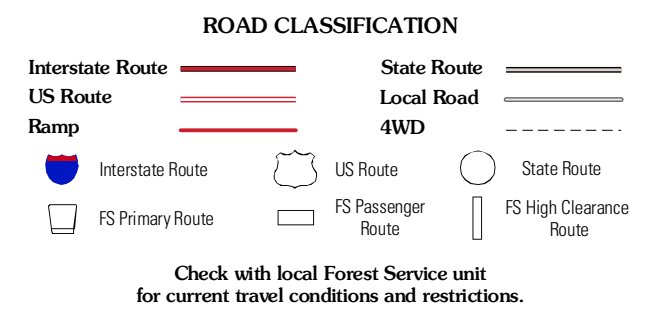 ROAD CLASSIFICATION
Interstate Route
State Route
US Route
Local Road
Ramp
4WD
Interstate Route
US Route
State Route
FS Primary Route
FS Passenger
Route
FS High Clearance
Route
Check with local Forest Service unit
for current travel conditions and restrictions.